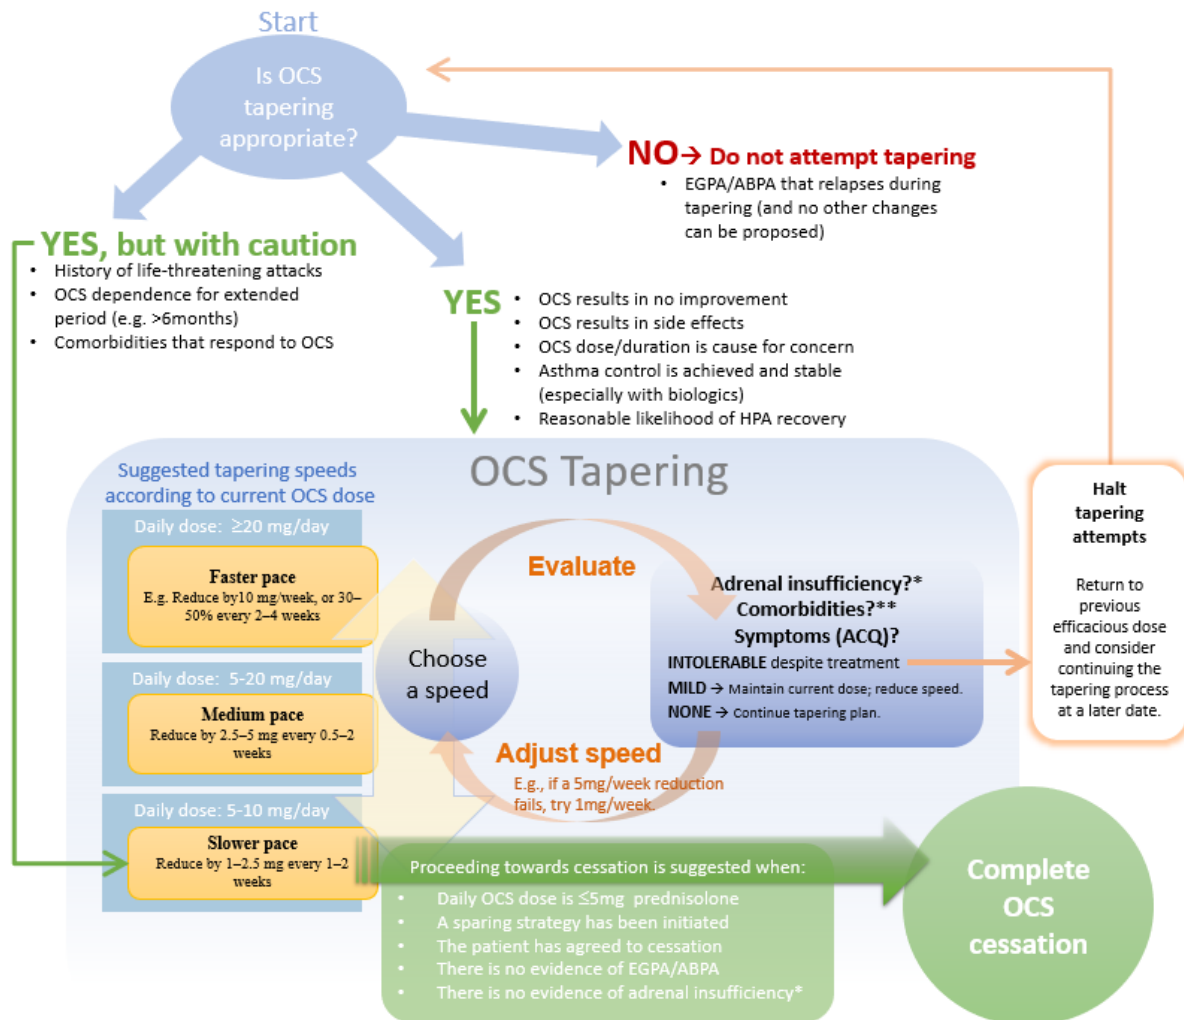 Start
Is OCS
tapering
appropriate?
NO→ Do not attempt tapering
• EGPA/ABPA that relapses during
tapering (and no other changes
can be proposed)
YES, but with caution
• History of life-threatening attacks
• OCS dependence for extended
period (e.g. >6months)
• Comorbidities that respond to OCS
YES
• OCS results in no improvement
• OCS results in side effects
• OCS dose/duration is cause for concern
• Asthma control is achieved and stable
(especially with biologics)
• Reasonable likelihood of HPA recovery
OCS Tapering
Suggested tapering speeds
according to current OCS dose
Daily dose: ≥20 mg/day
Faster pace
E.g. Reduce by10 mg/week, or 30–
50% every 2–4 weeks
Daily dose: 5-20 mg/day
Medium pace
Reduce by 2.5–5 mg every 0.5–2
weeks
Daily dose: 5-10 mg/day
Slower pace
Reduce by 1–2.5 mg every 1–2
weeks
Choose
a speed
Evaluate
Adrenal insufficiency?*
Comorbidities?**
Symptoms (ACQ)?
INTOLERABLE despite treatment
MILD → Maintain current dose; reduce speed.
NONE → Continue tapering plan.
Adjust speed
E.g., if a 5mg/week reduction
fails, try 1mg/week.
Halt
tapering
attempts
Return to
previous
efficacious dose
and consider
continuing the
tapering process
at a later date.
Proceeding towards cessation is suggested when:
• Daily OCS dose is ≤5mg prednisolone
• A sparing strategy has been initiated
• The patient has agreed to cessation
• There is no evidence of EGPA/ABPA
• There is no evidence of adrenal insufficiency*
Complete
OCS
cessation